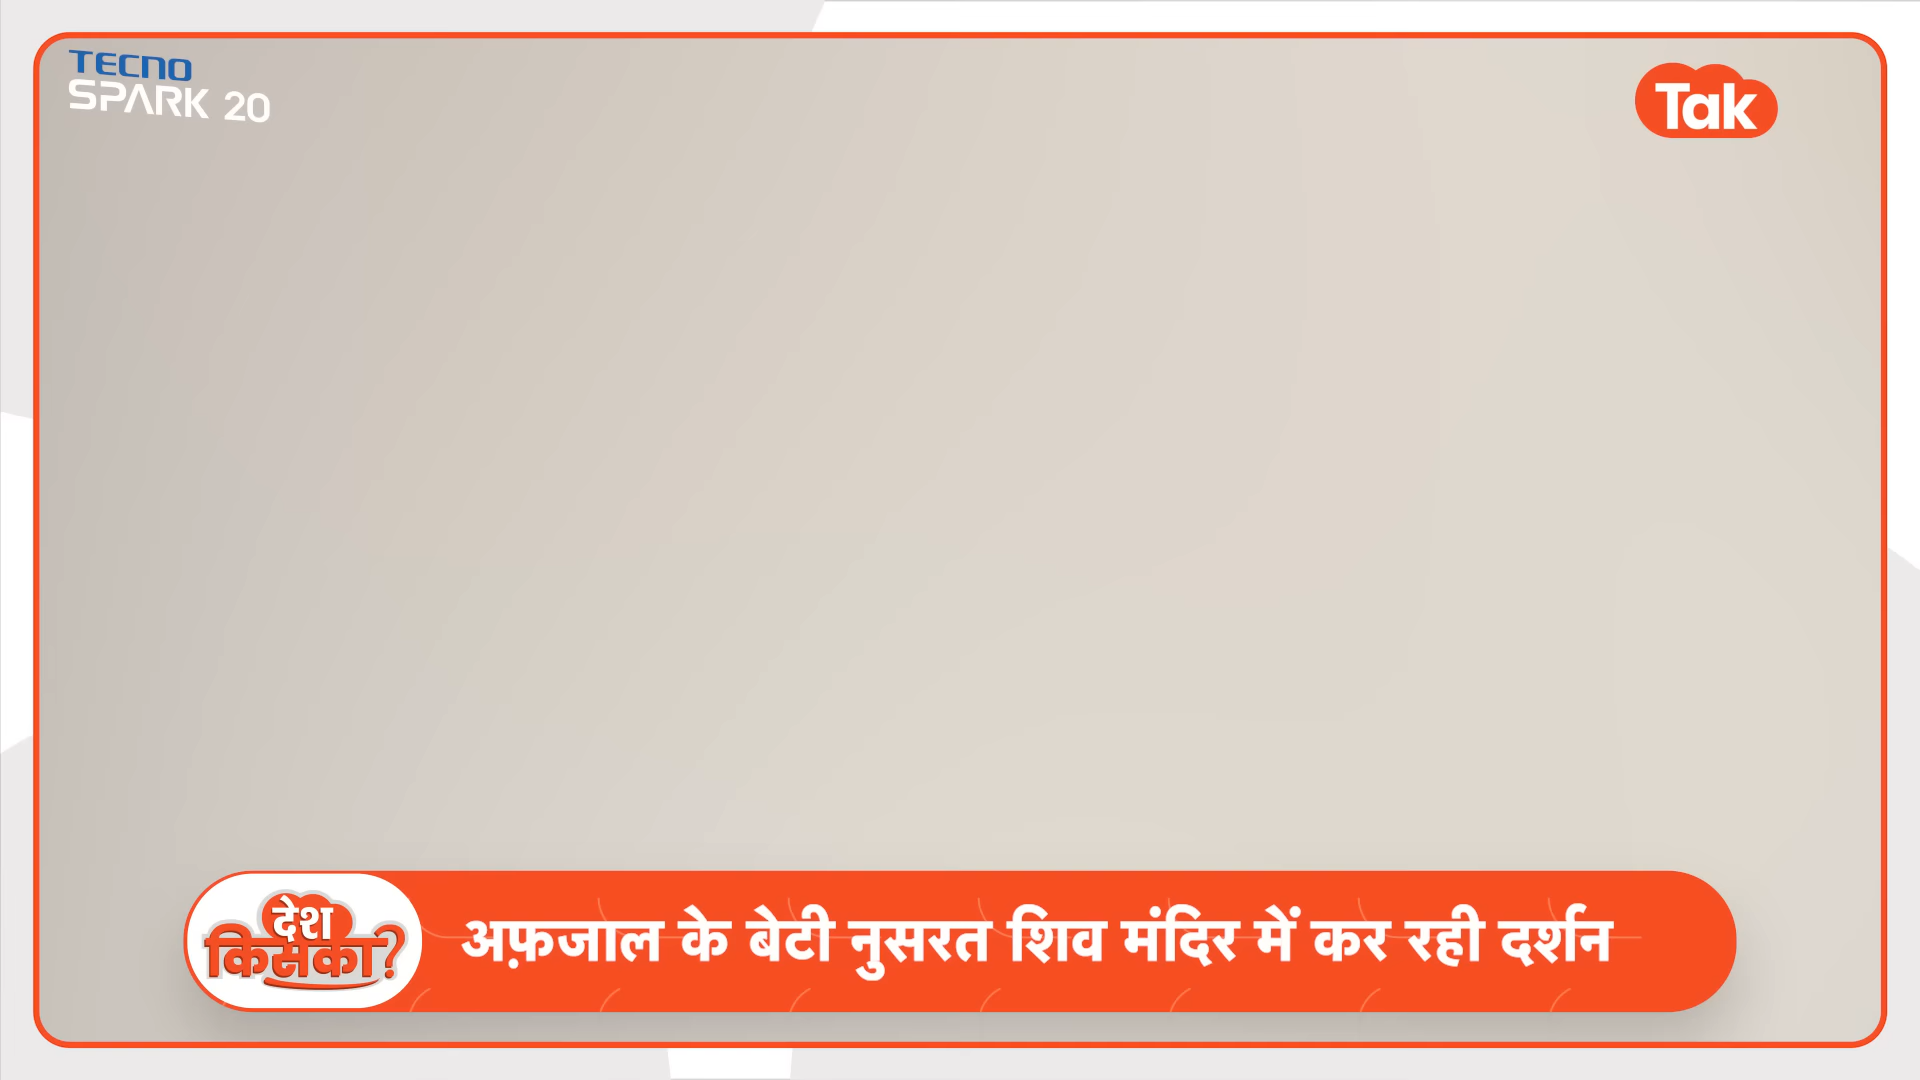 TECNO
SPARK 20
Tak
देश
किसका?
अफ़जाल के बेटी नुसरत शिव मंदिर में कर रही दर्शन